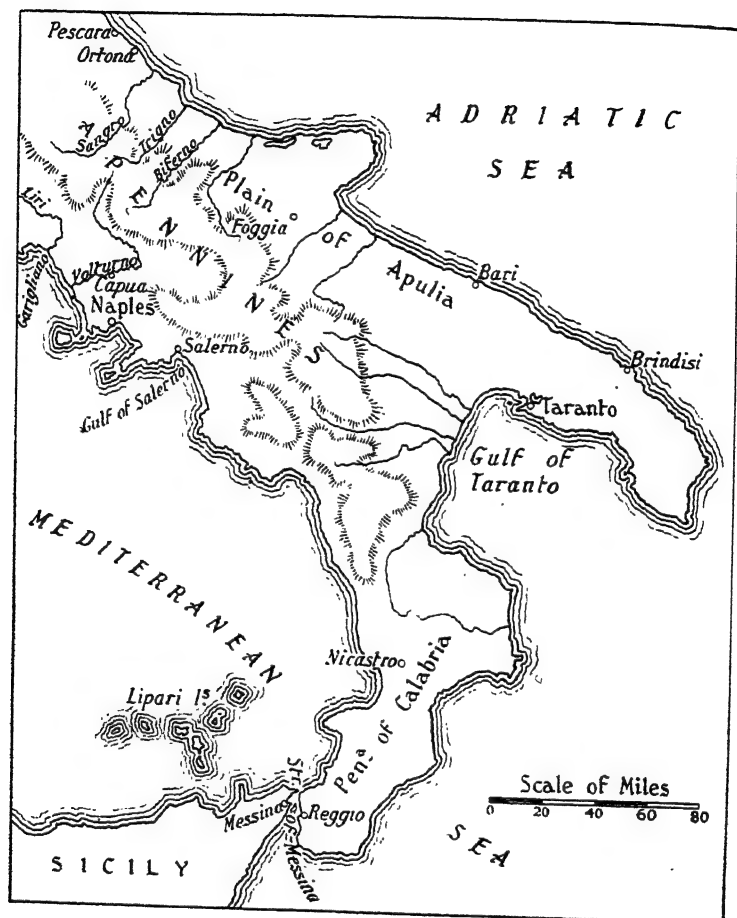 Pescara
Ortona
ADRIATIC
SEA
Sangro
Trigno
Biferno
APENNINES
Plain
of
Apulia
Foggia
Liri
Garigliano
Volturno
Capua
Naples
Bari
Salerno
Gulf of Salerno
Brindisi
Taranto
Gulf of
Taranto
MEDITERRANEAN
SEA
Nicastro
Penª of Calabria
Lipari Iˢ
Str. of Messina
Messina
Reggio
SICILY
Scale of Miles
0 20 40 60 80